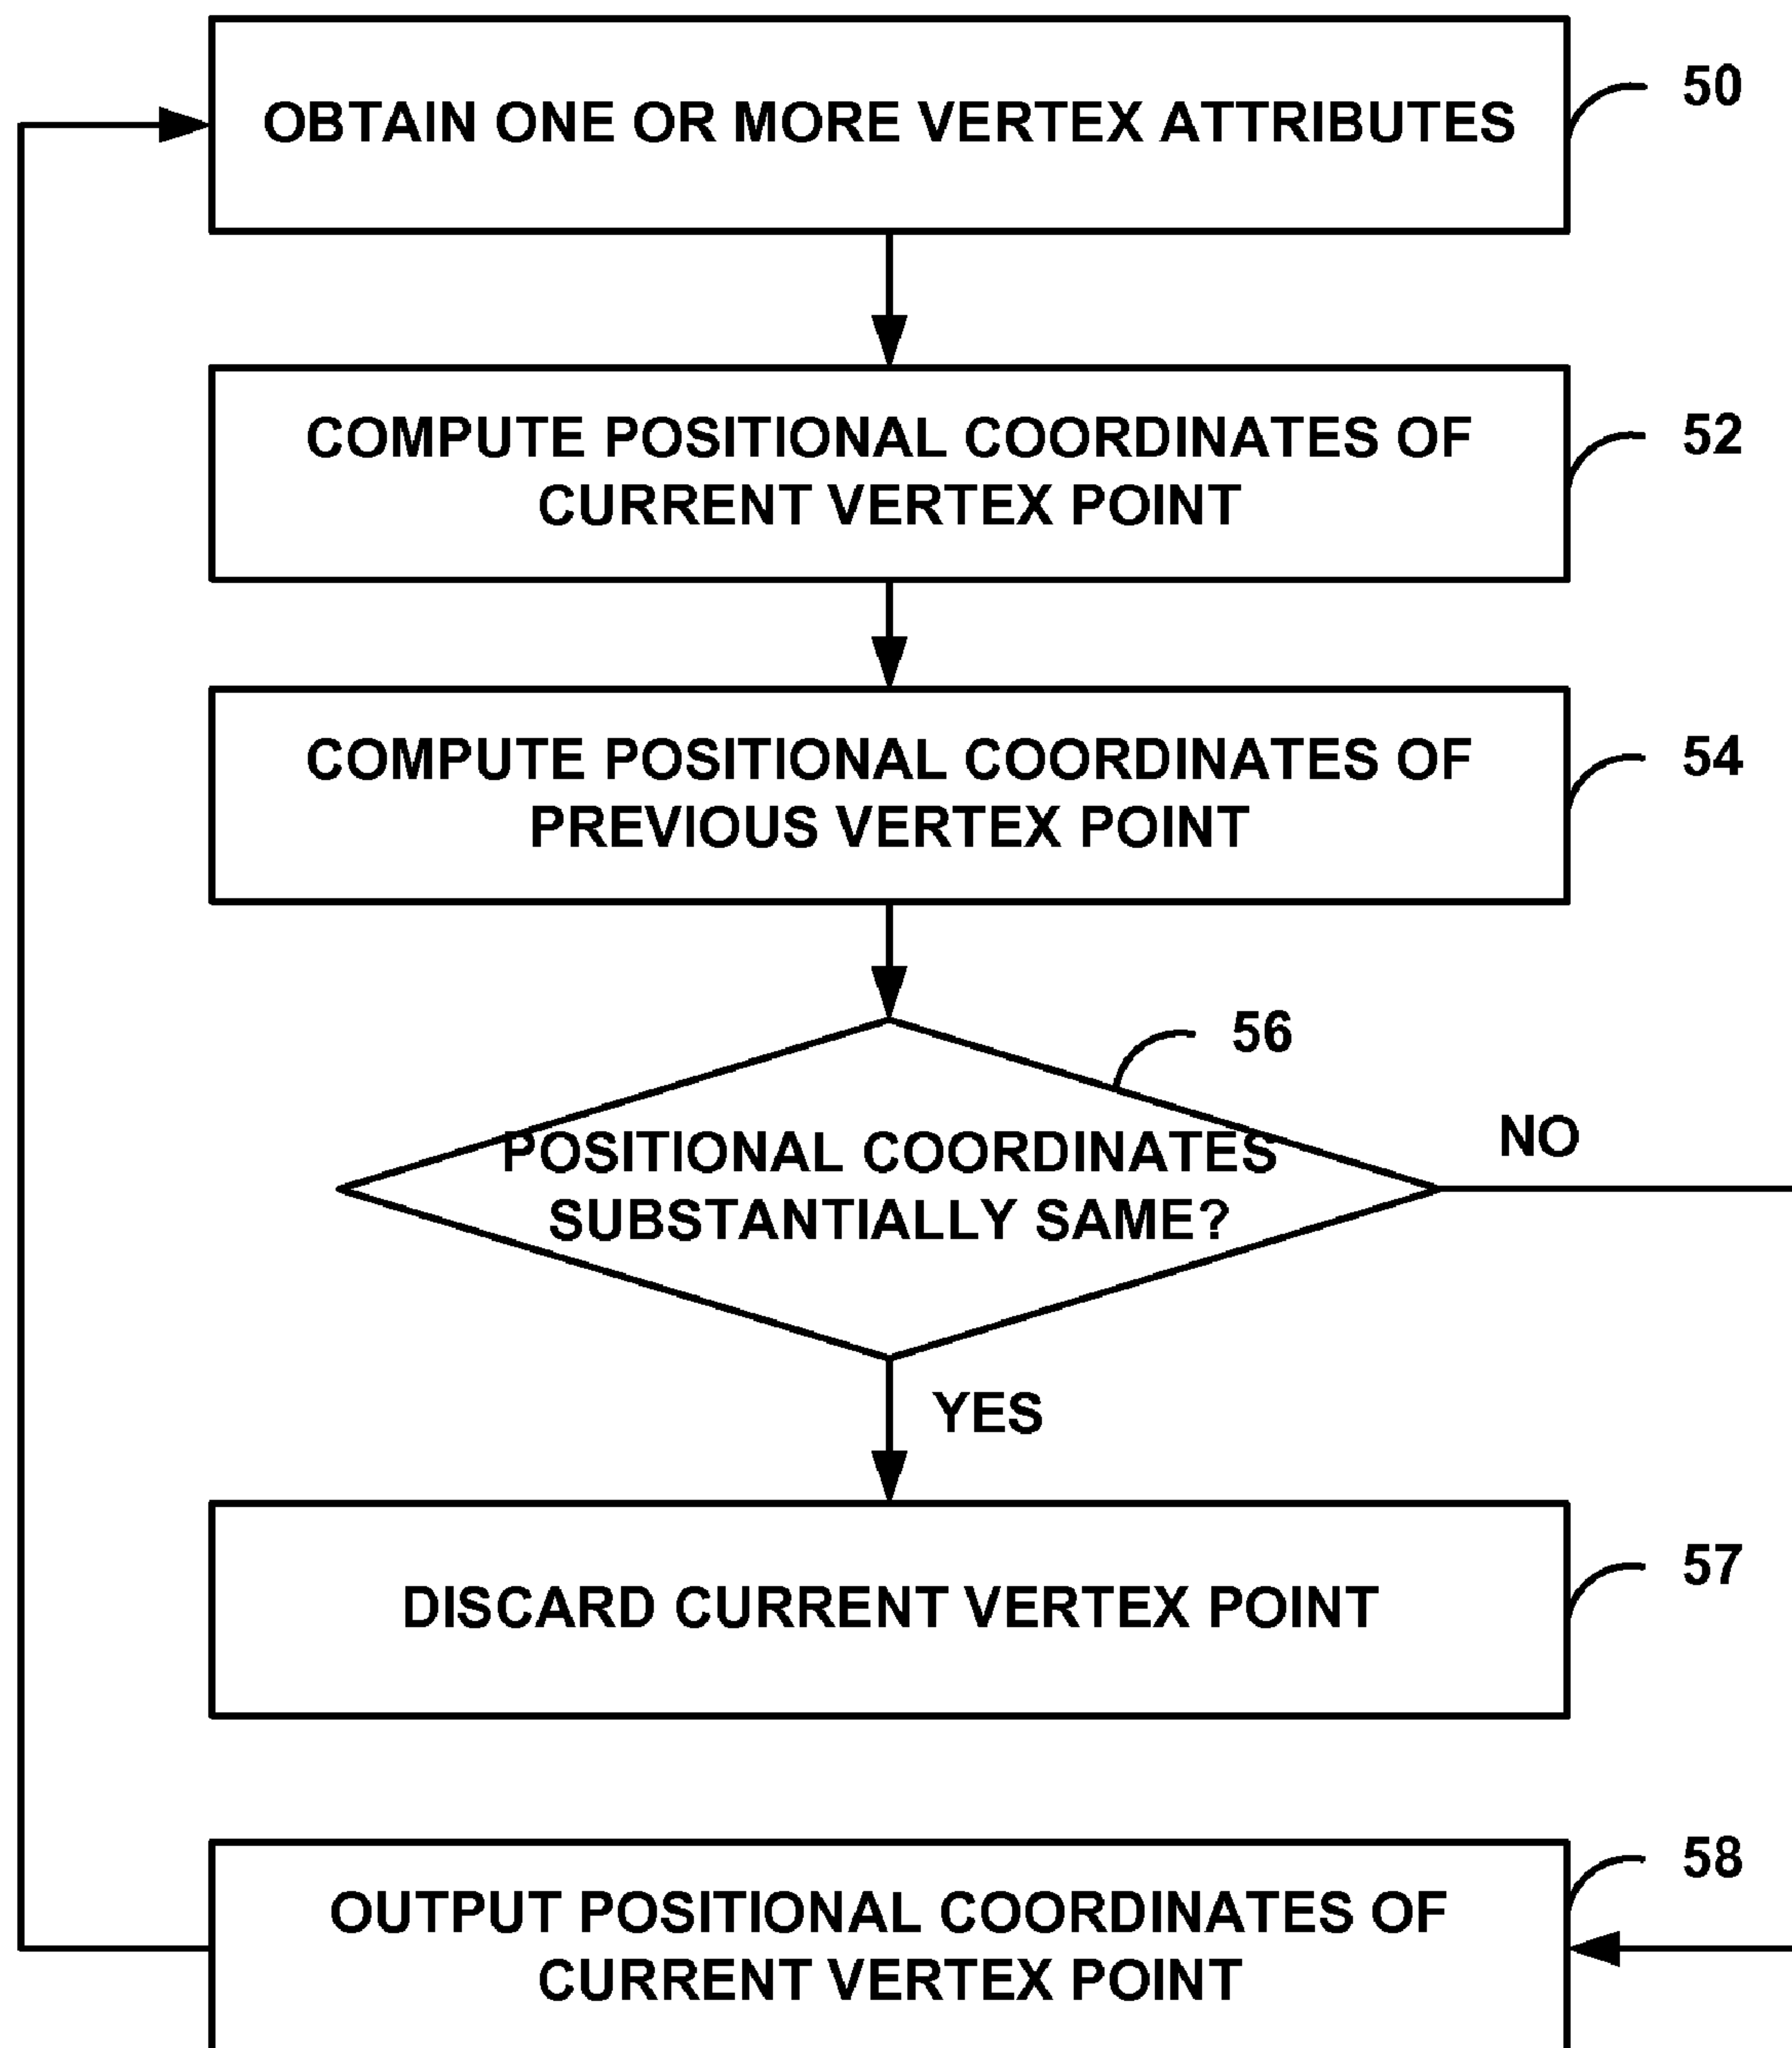 OBTAIN ONE OR MORE VERTEX ATTRIBUTES
50
COMPUTE POSITIONAL COORDINATES OF
CURRENT VERTEX POINT
52
COMPUTE POSITIONAL COORDINATES OF
PREVIOUS VERTEX POINT
54
56
POSITIONAL COORDINATES
SUBSTANTIALLY SAME?
NO
YES
DISCARD CURRENT VERTEX POINT
57
OUTPUT POSITIONAL COORDINATES OF
CURRENT VERTEX POINT
58